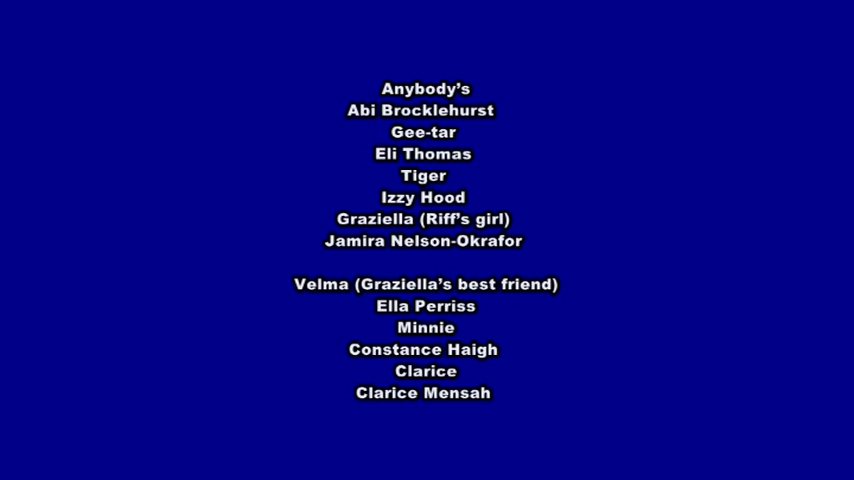 Anybody’s
Abi Brocklehurst
Gee-tar
Eli Thomas
Tiger
Izzy Hood
Graziella (Riff’s girl)
Jamira Nelson-Okrafor
Velma (Graziella’s best friend)
Ella Perriss
Minnie
Constance Haigh
Clarice
Clarice Mensah